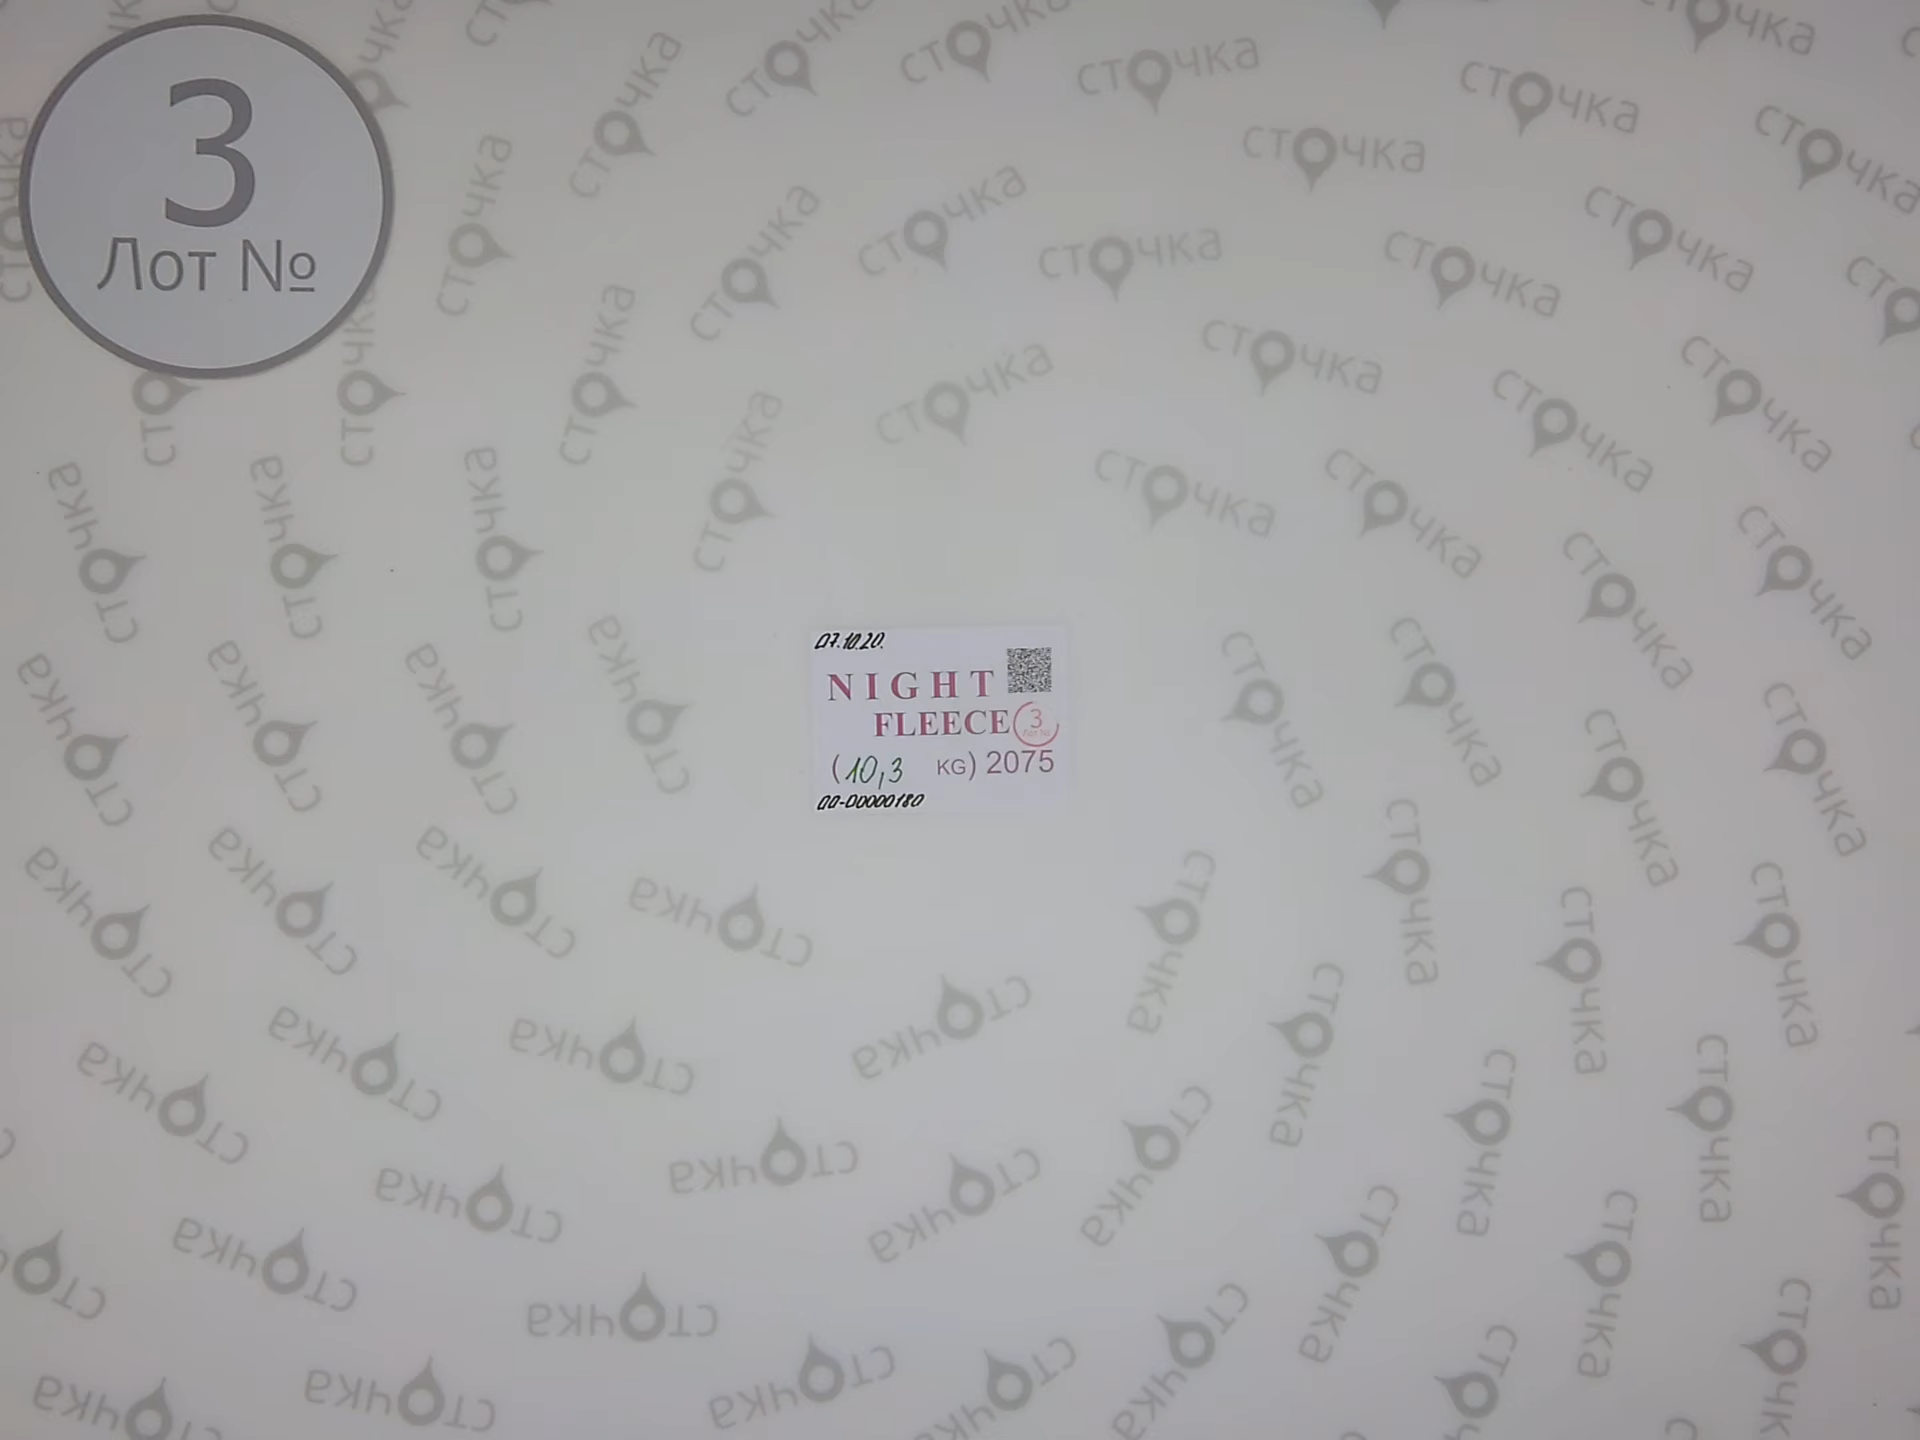 3
Лот №
сточка
07.10.20.
NIGHT
FLEECE
3
Лот №
(10,3 KG) 2075
00-00000180